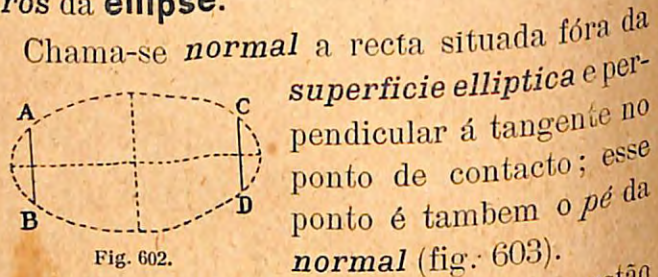 ros da ellipse.
Chama-se normal a recta situada fóra da
superficie elliptica e per-
pendicular á tangente no
ponto de contacto; esse
ponto é tambem o pé da
normal (fig. 603).
A C
B D
Fig. 602.